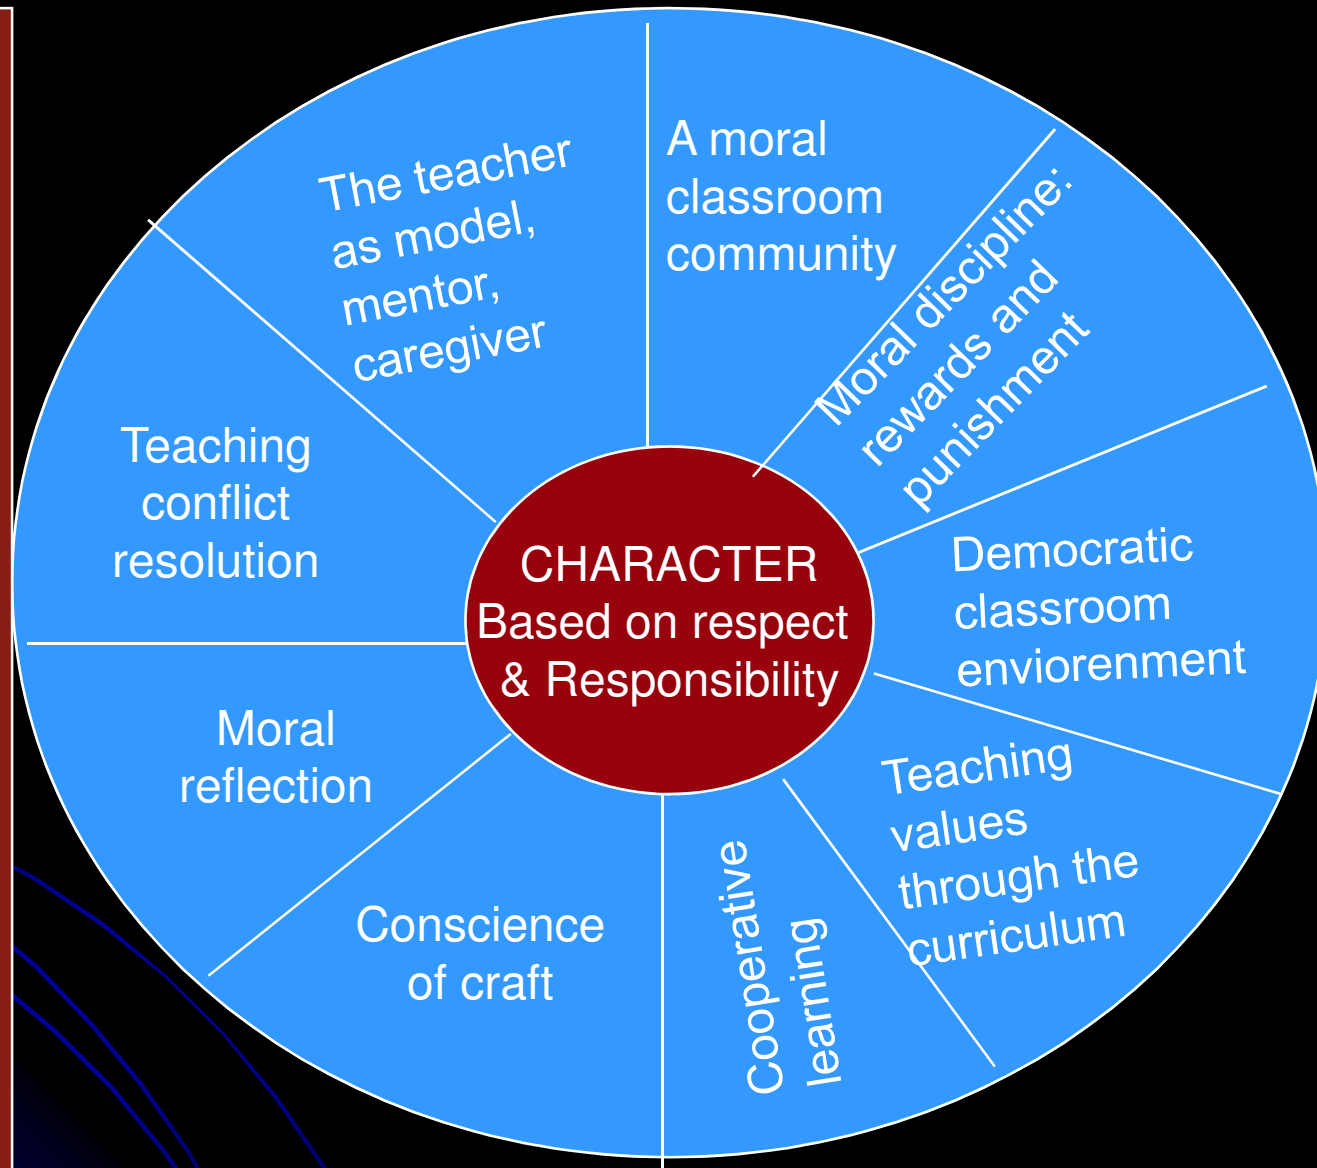 The teacher
as model,
mentor,
caregiver
A moral
classroom
community
Moral discipline:
rewards and
punishment
Democratic
classroom
enviorenment
Teaching
values
through the
curriculum
Cooperative
learning
Conscience
of craft
Moral
reflection
Teaching
conflict
resolution
CHARACTER
Based on respect
& Responsibility